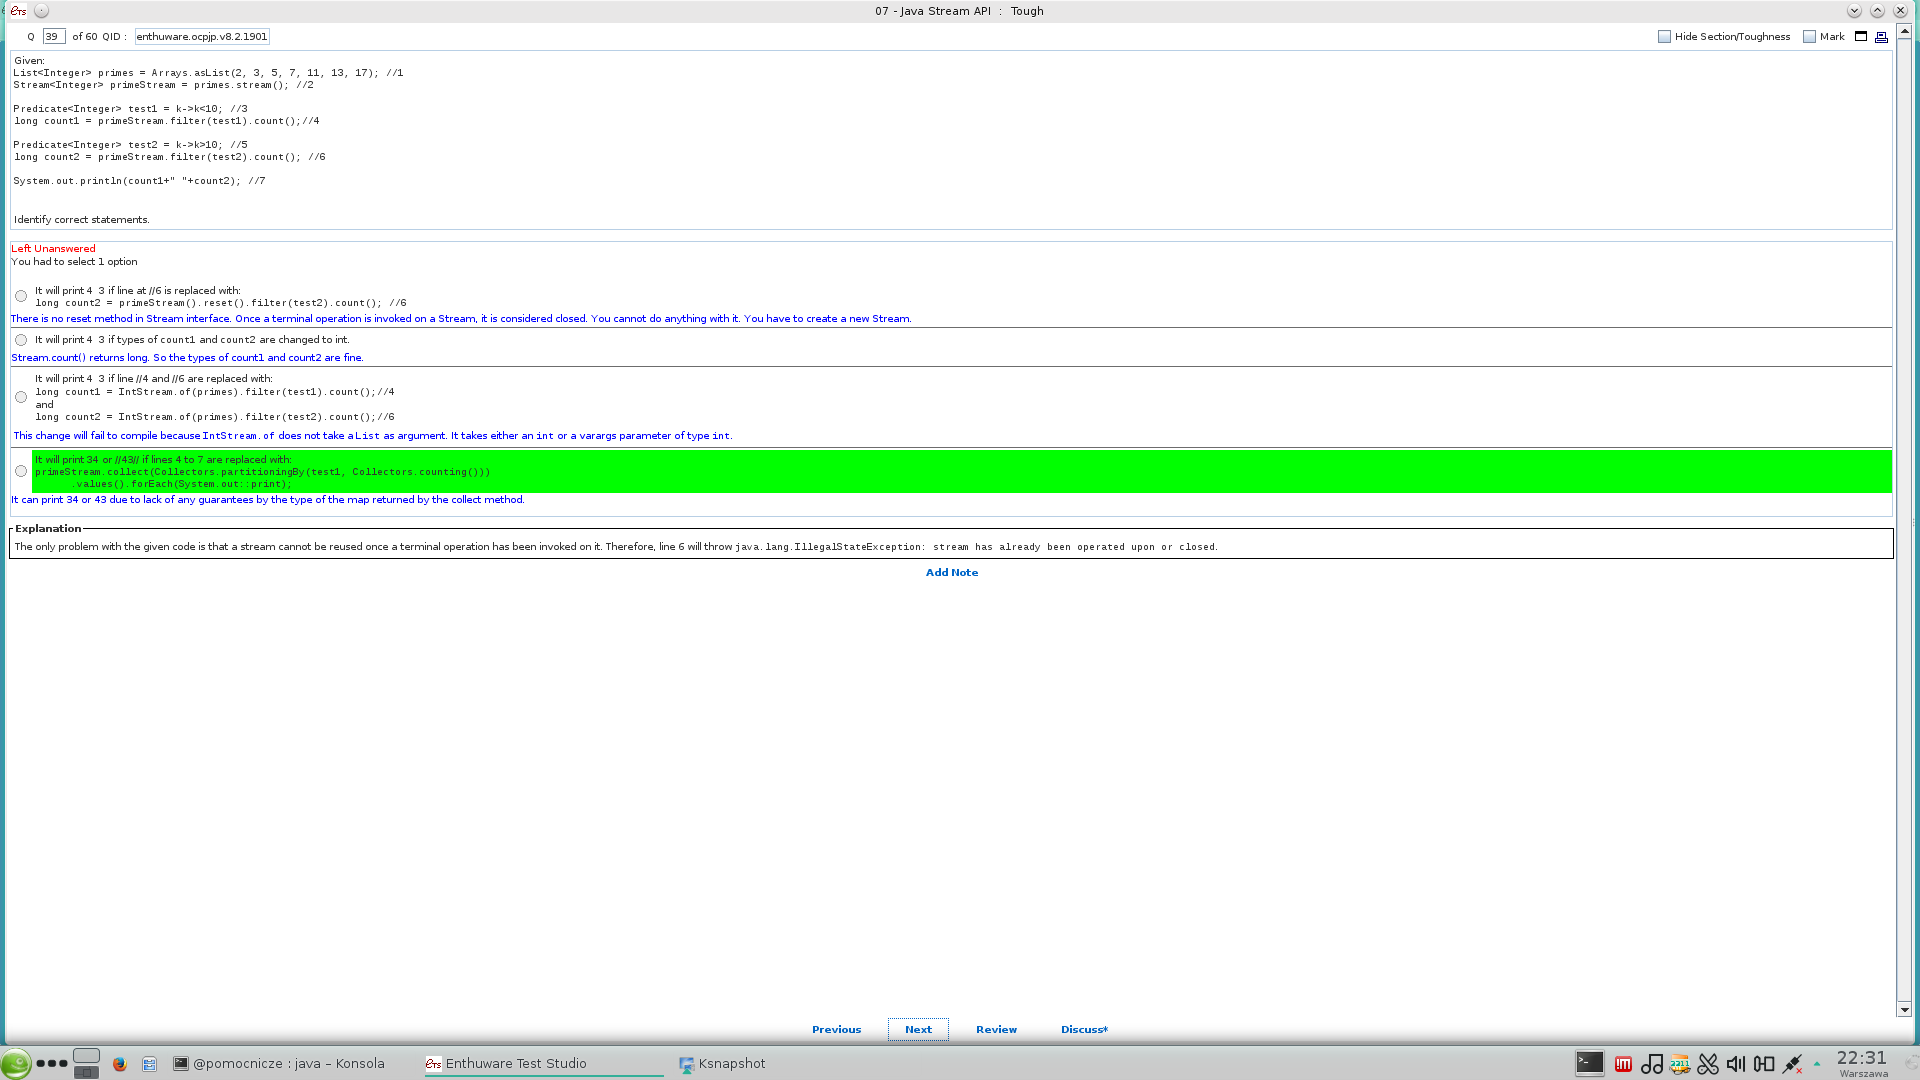 07 - Java Stream API : Tough
Q 39 of 60 QID : enthuware.ocpjp.v8.2.1901
Hide Section/Toughness Mark
Given:
List<Integer> primes = Arrays.asList(2, 3, 5, 7, 11, 13, 17); //1
Stream<Integer> primeStream = primes.stream(); //2
Predicate<Integer> test1 = k->k<10; //3
long count1 = primeStream.filter(test1).count();//4
Predicate<Integer> test2 = k->k>10; //5
long count2 = primeStream.filter(test2).count(); //6
System.out.println(count1+" "+count2); //7
Identify correct statements.
Left Unanswered
You had to select 1 option
It will print 4 3 if line at //6 is replaced with:
long count2 = primeStream().reset().filter(test2).count(); //6
There is no reset method in Stream interface. Once a terminal operation is invoked on a Stream, it is considered closed. You cannot do anything with it. You have to create a new Stream.
It will print 4 3 if types of count1 and count2 are changed to int.
Stream.count() returns long. So the types of count1 and count2 are fine.
It will print 4 3 if line //4 and //6 are replaced with:
long count1 = IntStream.of(primes).filter(test1).count();//4
and
long count2 = IntStream.of(primes).filter(test2).count();//6
This change will fail to compile because IntStream.of does not take a List as argument. It takes either an int or a varargs parameter of type int.
It will print 34 or //43// if lines 4 to 7 are replaced with:
primeStream.collect(Collectors.partitioningBy(test1, Collectors.counting()))
.values().forEach(System.out::print);
It can print 34 or 43 due to lack of any guarantees by the type of the map returned by the collect method.
Explanation
The only problem with the given code is that a stream cannot be reused once a terminal operation has been invoked on it. Therefore, line 6 will throw java.lang.IllegalStateException: stream has already been operated upon or closed.
Add Note
Previous Next Review Discuss*
@pomocnicze : java – Konsola Enthuware Test Studio Ksnapshot
22:31
Warszawa